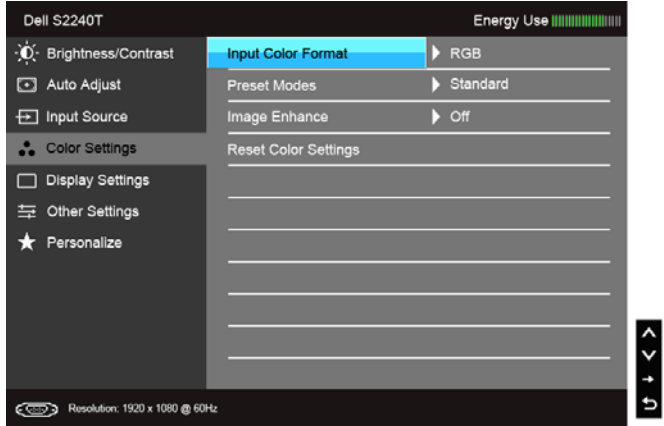 Dell S2240T Energy Use
Brightness/Contrast Input Color Format RGB
Auto Adjust Preset Modes Standard
Input Source Image Enhance Off
Color Settings Reset Color Settings
Display Settings
Other Settings
Personalize
Resolution: 1920 x 1080 @ 60Hz